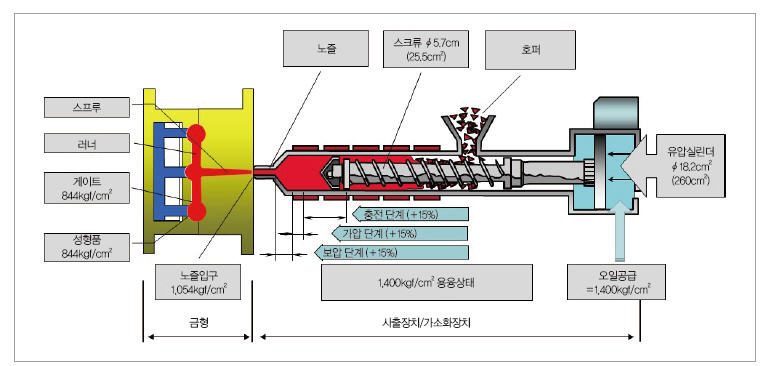 노즐
스크류 ϕ5.7cm
(25.5cm²)
호퍼
스프루
러너
게이트
844kgf/cm²
성형품
844kgf/cm²
유압실린더
ϕ18.2cm²
(260cm²)
충전 단계 (+15%)
가압 단계 (+15%)
보압 단계 (+15%)
노즐입구
1,054kgf/cm²
1,400kgf/cm² 용융상태
오일공급
=1,400kgf/cm²
금형
사출장치/가소화장치